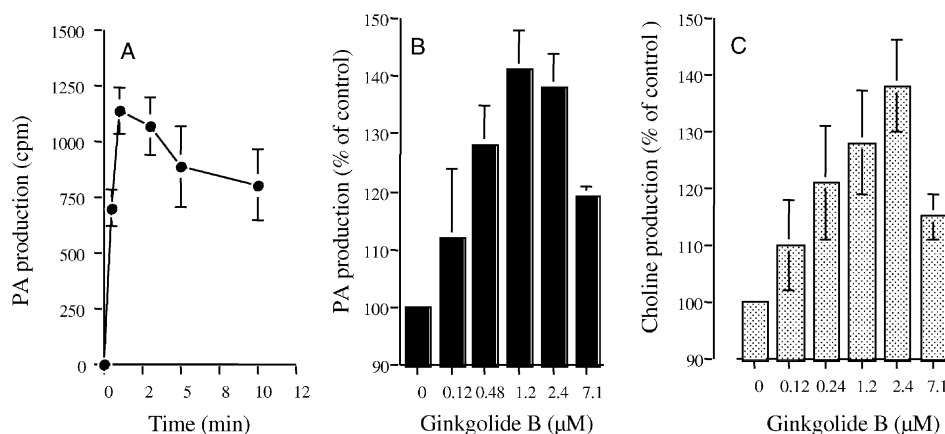 A
PA production (cpm)
1500
1250
1000
750
500
250
0
0 2 4 6 8 10 12
Time (min)
B
PA production (% of control)
150
140
130
120
110
100
90
0 0.12 0.48 1.2 2.4 7.1
Ginkgolide B (μM)
C
Choline production (% of control)
150
140
130
120
110
100
90
0 0.12 0.24 1.2 2.4 7.1
Ginkgolide B (μM)